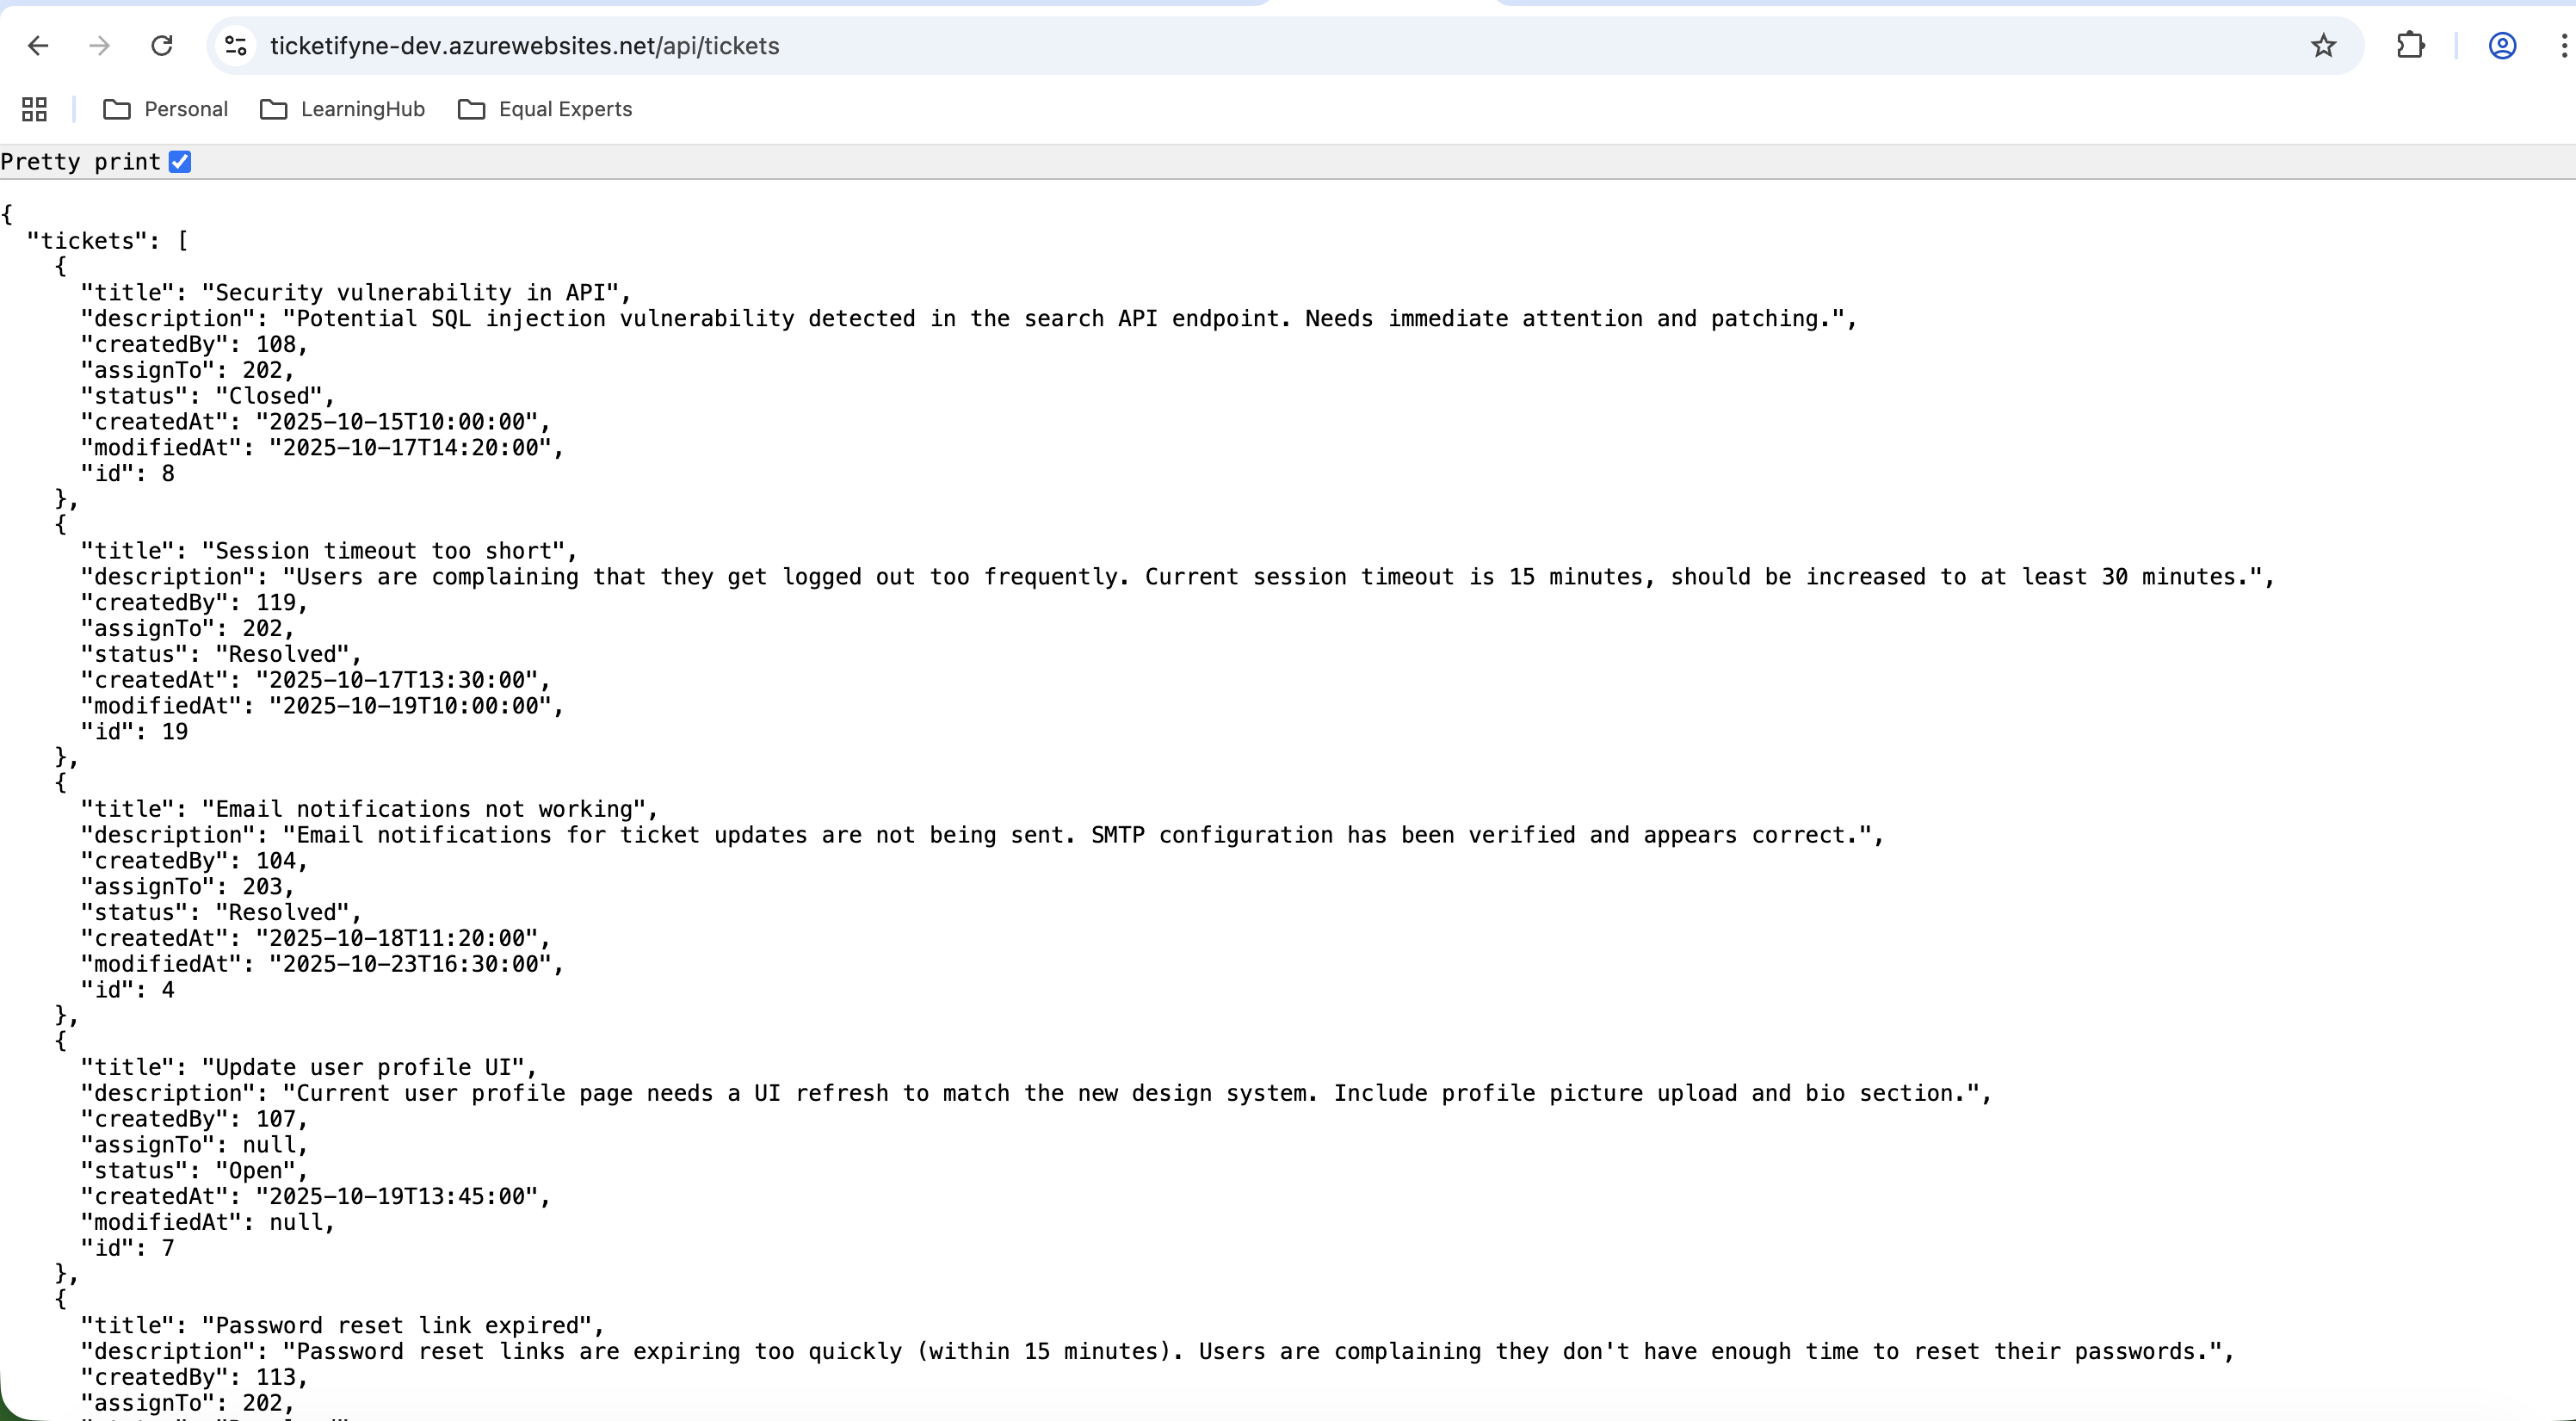 ticketifyne-dev.azurewebsites.net/api/tickets
Personal LearningHub Equal Experts
Pretty print
{
  "tickets": [
    {
      "title": "Security vulnerability in API",
      "description": "Potential SQL injection vulnerability detected in the search API endpoint. Needs immediate attention and patching.",
      "createdBy": 108,
      "assignTo": 202,
      "status": "Closed",
      "createdAt": "2025-10-15T10:00:00",
      "modifiedAt": "2025-10-17T14:20:00",
      "id": 8
    },
    {
      "title": "Session timeout too short",
      "description": "Users are complaining that they get logged out too frequently. Current session timeout is 15 minutes, should be increased to at least 30 minutes.",
      "createdBy": 119,
      "assignTo": 202,
      "status": "Resolved",
      "createdAt": "2025-10-17T13:30:00",
      "modifiedAt": "2025-10-19T10:00:00",
      "id": 19
    },
    {
      "title": "Email notifications not working",
      "description": "Email notifications for ticket updates are not being sent. SMTP configuration has been verified and appears correct.",
      "createdBy": 104,
      "assignTo": 203,
      "status": "Resolved",
      "createdAt": "2025-10-18T11:20:00",
      "modifiedAt": "2025-10-23T16:30:00",
      "id": 4
    },
    {
      "title": "Update user profile UI",
      "description": "Current user profile page needs a UI refresh to match the new design system. Include profile picture upload and bio section.",
      "createdBy": 107,
      "assignTo": null,
      "status": "Open",
      "createdAt": "2025-10-19T13:45:00",
      "modifiedAt": null,
      "id": 7
    },
    {
      "title": "Password reset link expired",
      "description": "Password reset links are expiring too quickly (within 15 minutes). Users are complaining they don't have enough time to reset their passwords.",
      "createdBy": 113,
      "assignTo": 202,